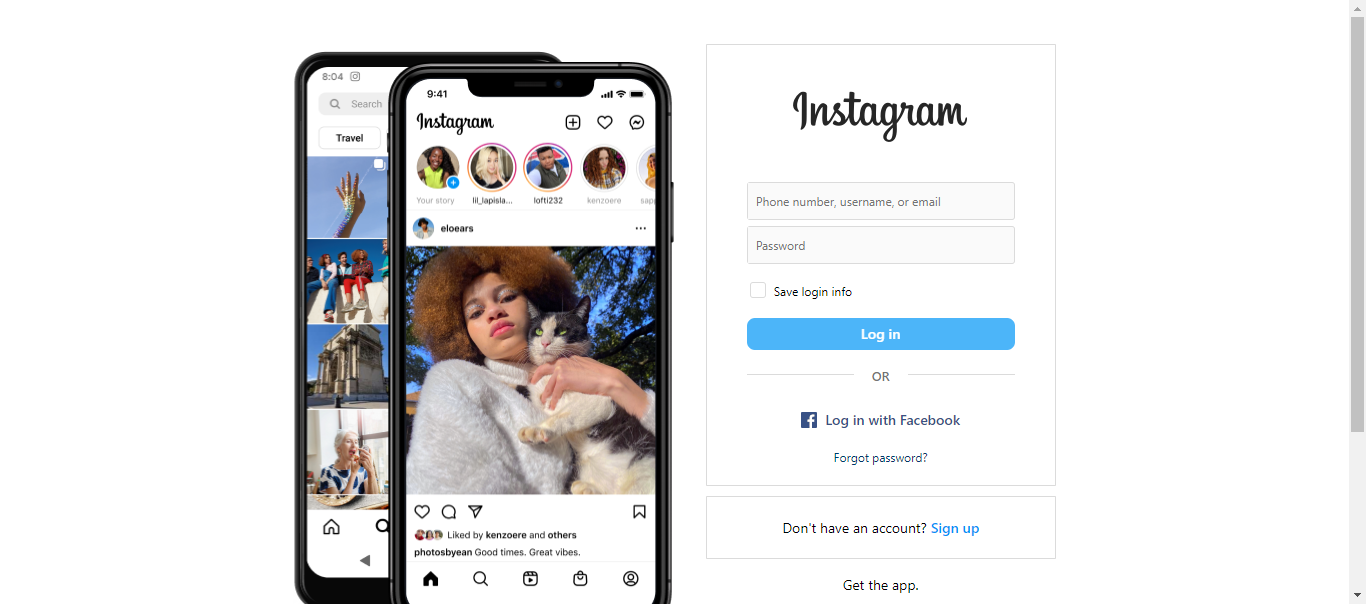 8:04
Search
Travel
9:41
Instagram
Your story
lil_lapisla...
lofti232
kenzoere
sapp
eloears
Liked by kenzoere and others
photosbyean Good times. Great vibes.
Instagram
Phone number, username, or email
Password
Save login info
Log in
OR
Log in with Facebook
Forgot password?
Don't have an account? Sign up
Get the app.